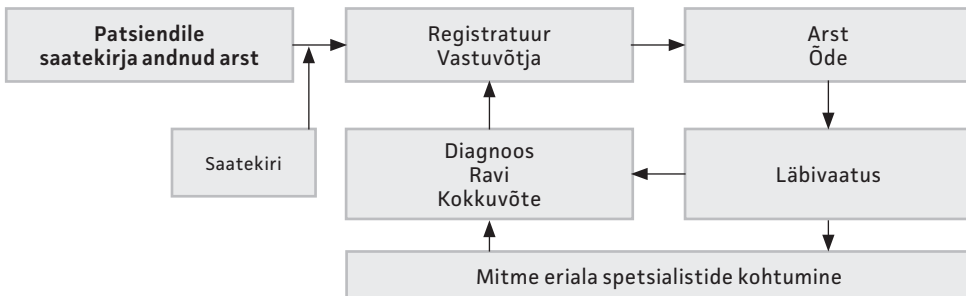 Patsiendile
saatekirja andnud arst
Registratuur
Vastuvõtja
Arst
Õde
Saatekiri
Diagnoos
Ravi
Kokkuvõte
Läbivaatus
Mitme eriala spetsialistide kohtumine